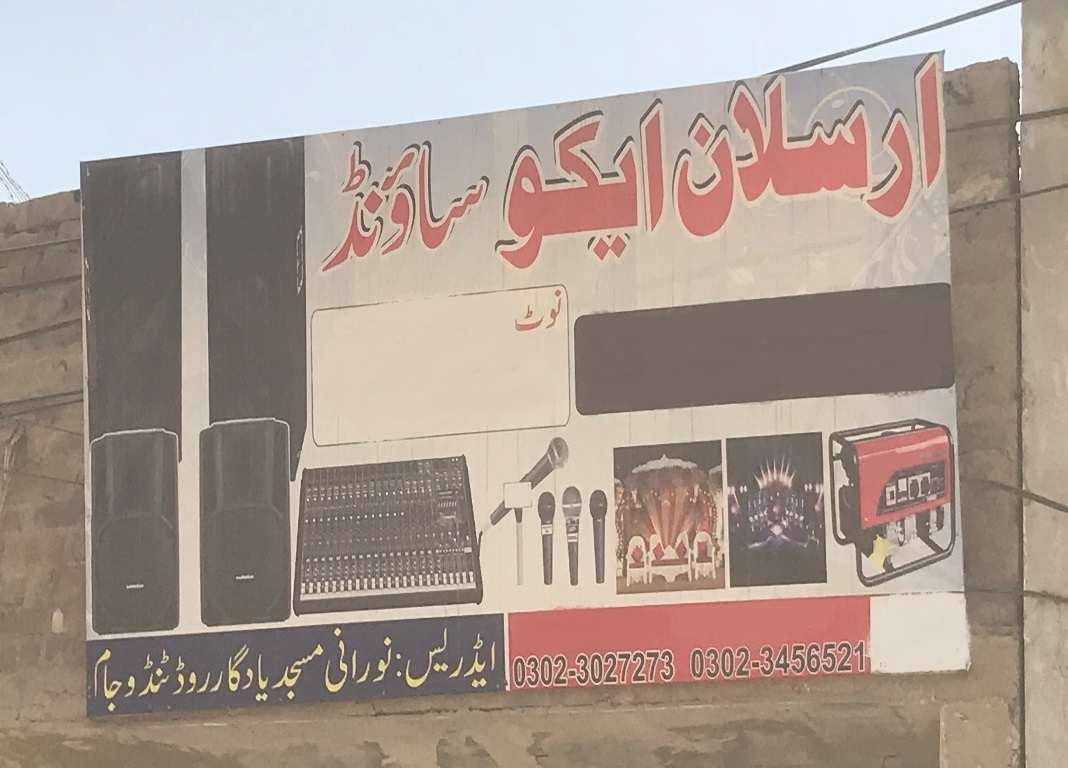 ارسلان ایکو ساؤنڈ
نوٹ
ایڈریس: نورانی مسجد یادگار روڈ ٹنڈو جام
0302-3027273 0302-3456521